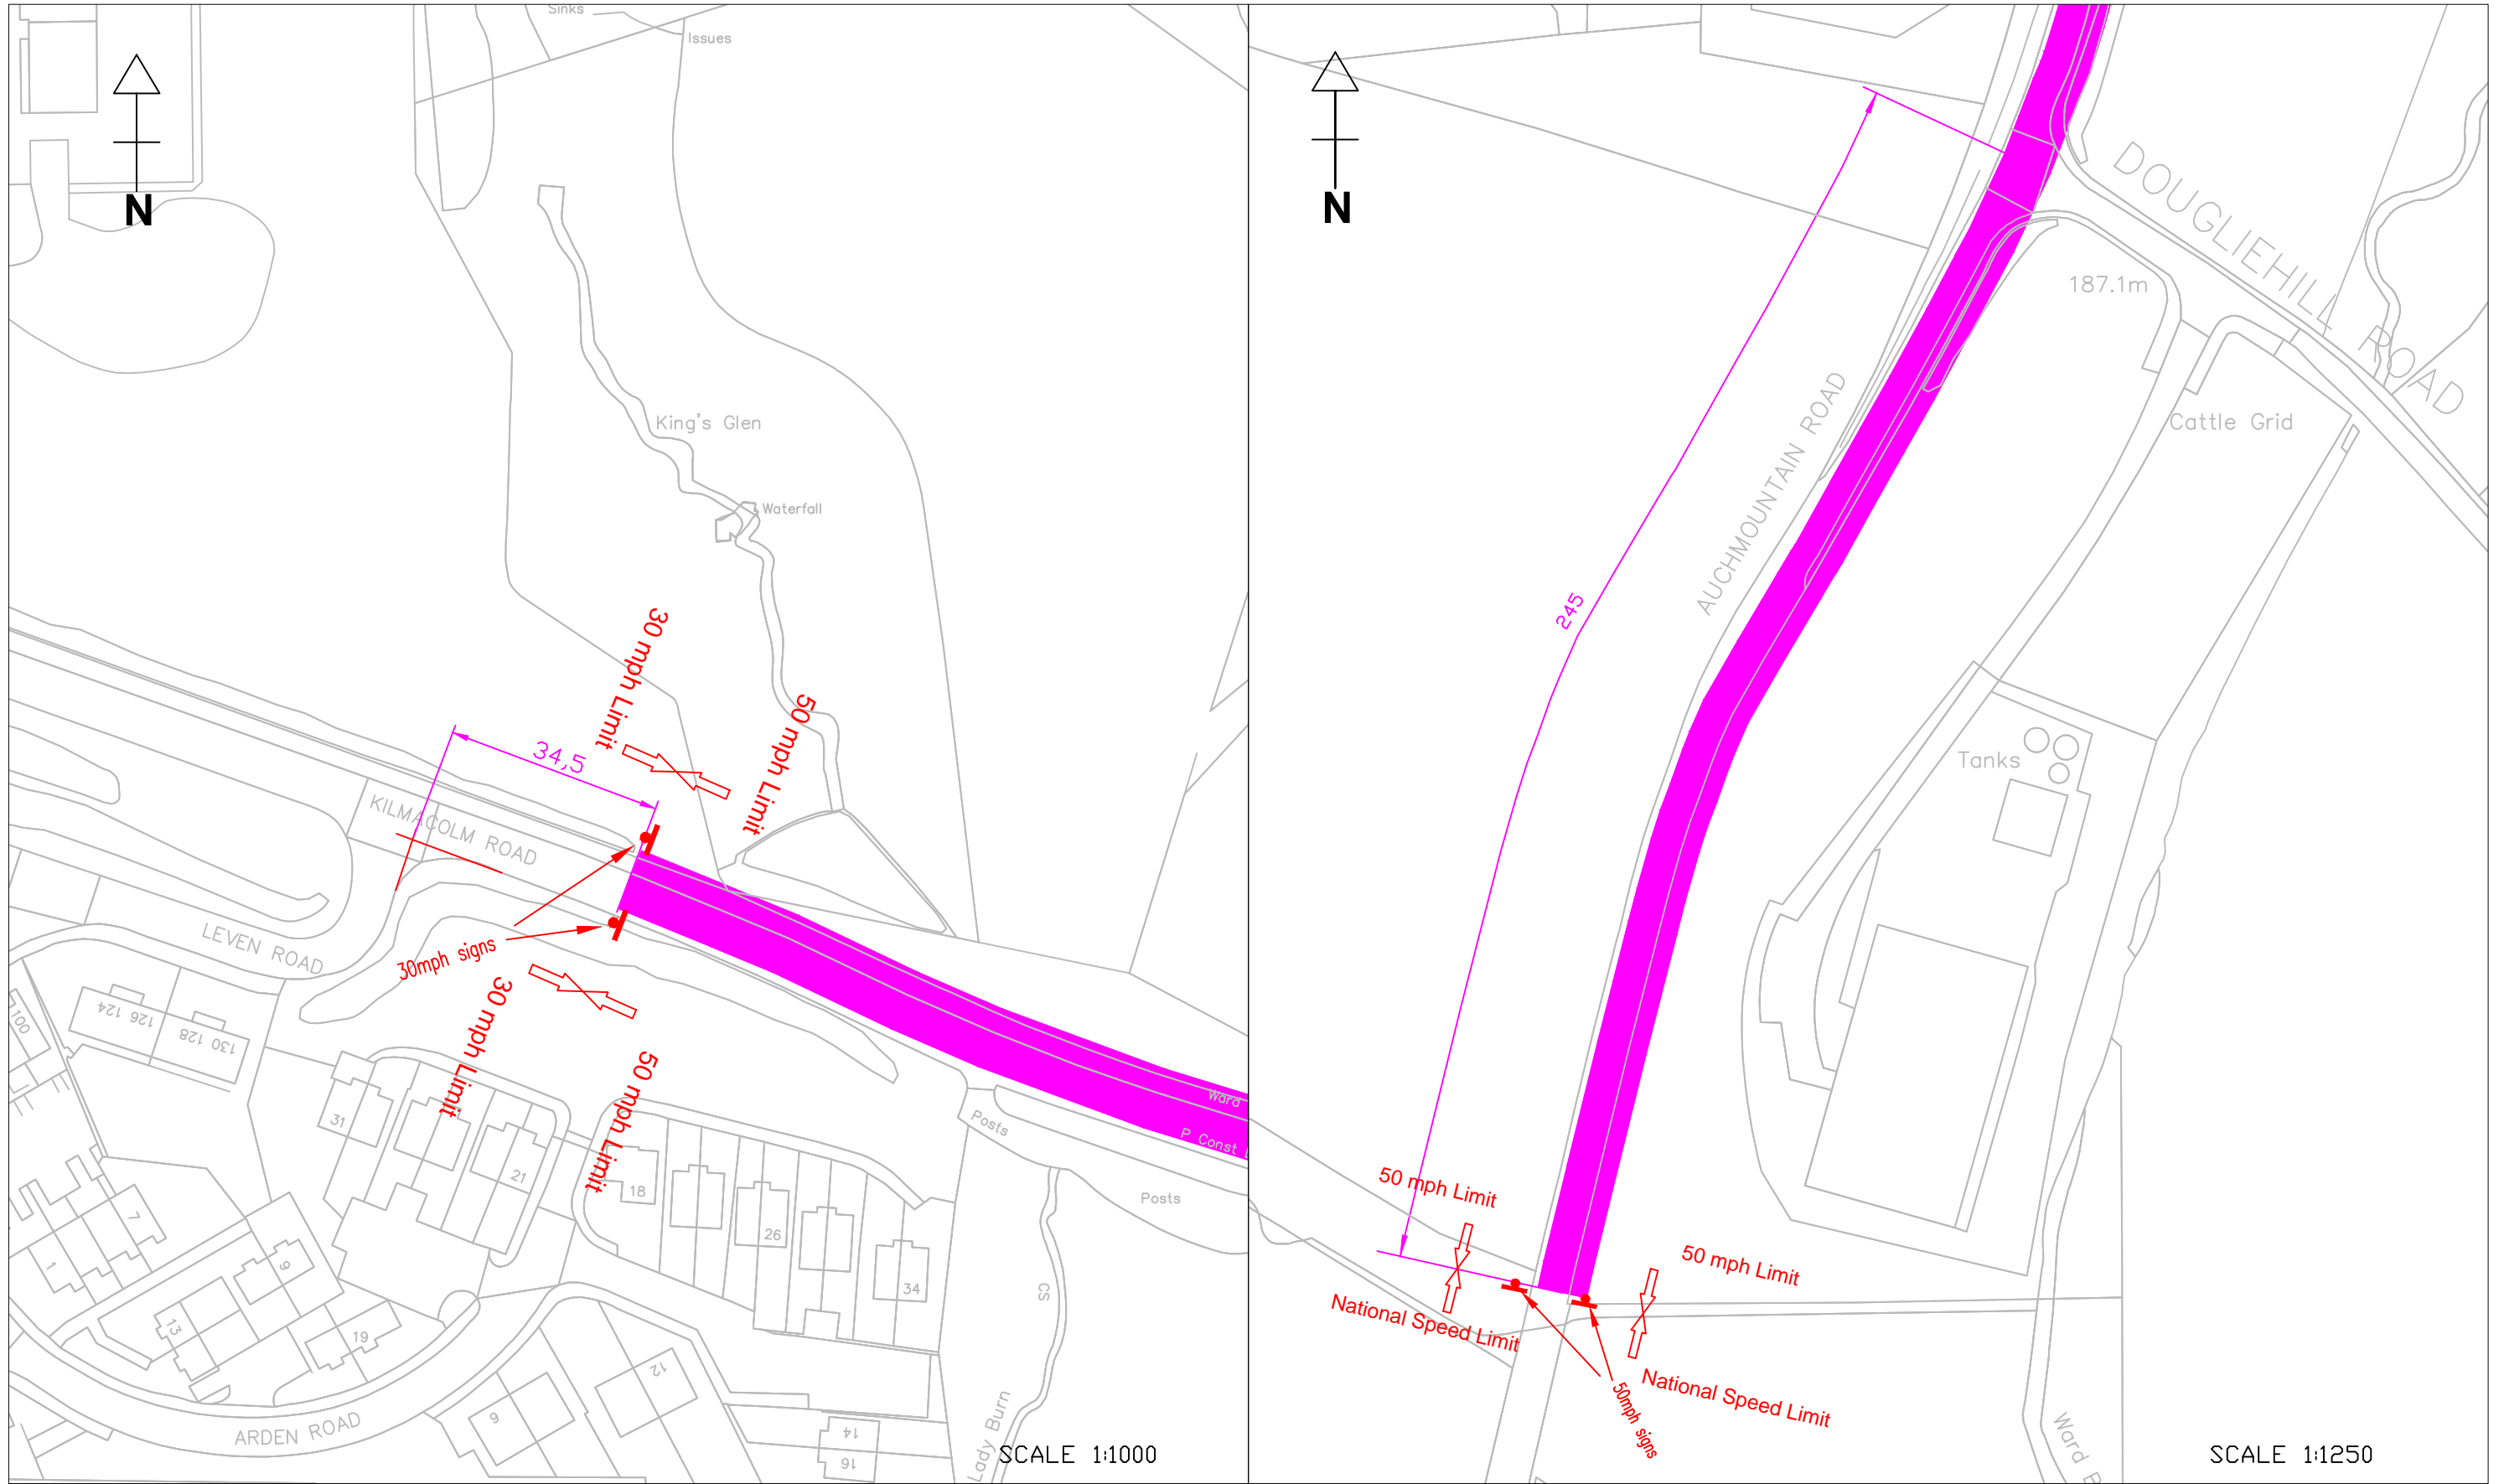 Sinks
Issues
N
King's Glen
Waterfall
30 mph Limit
50 mph Limit
34,5
KILMACOLM ROAD
LEVEN ROAD
30mph signs
30 mph Limit
50 mph Limit
100
126 124
130 128
31
21
18
26
34
Posts
Posts
Ward
P Const
7
1
9
13
19
9
12
14
16
CS
Lady Burn
ARDEN ROAD
SCALE 1:1000
N
DOUGLIEHILL ROAD
187.1m
Cattle Grid
AUCHMOUNTAIN ROAD
245
Tanks
50 mph Limit
National Speed Limit
50 mph Limit
National Speed Limit
50mph signs
Ward
SCALE 1:1250